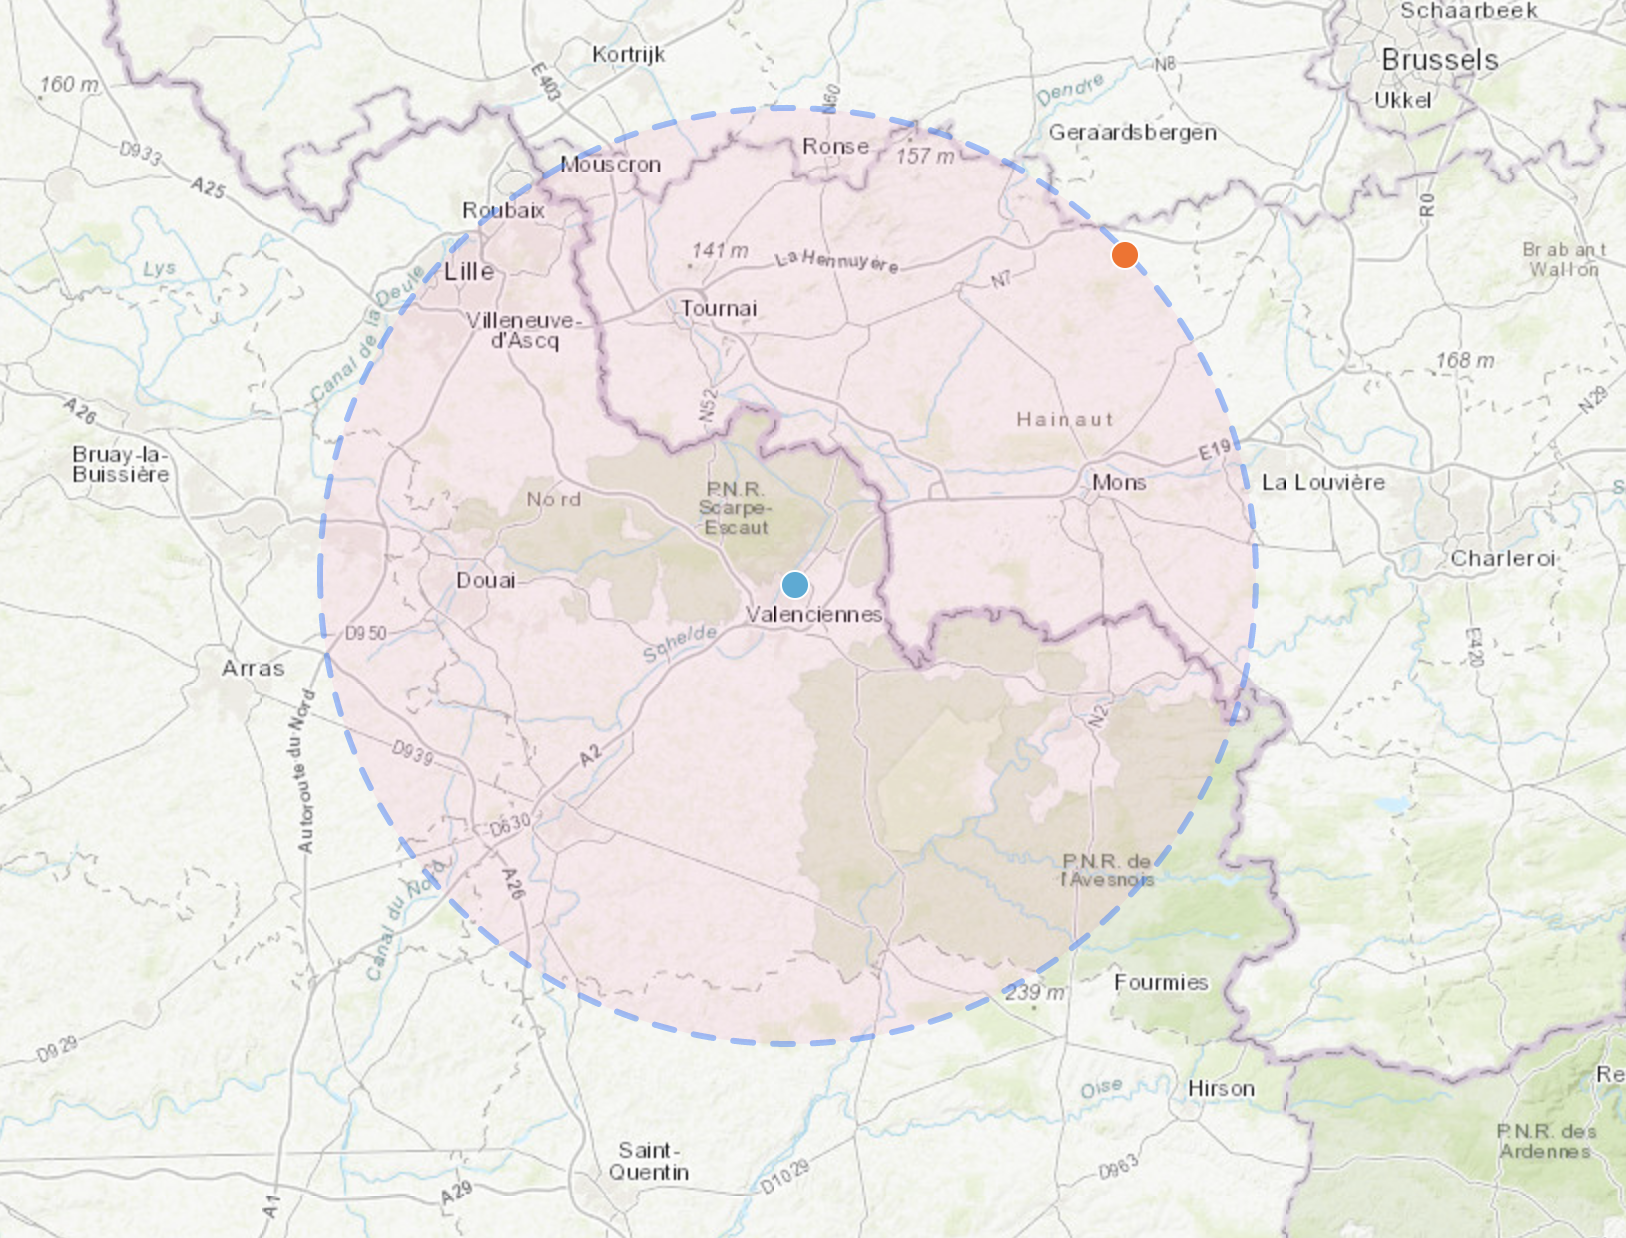 Schaarbeek
Kortrijk
Brussels
N8
E403
160 m
Dendre
Ukkel
N60
Geraardsbergen
D933
Ronse
157 m
Mouscron
A25
Roubaix
R0
141 m
La Hennuyère
Brabant
Wallon
Lys
Lille
N7
Canal de la Deule
Tournai
Villeneuve-
d'Ascq
168 m
A26
N52
N29
Hainaut
E19
Bruay-la-
Buissière
Mons
La Louvière
S
Nord
P.N.R.
Scarpe-
Escaut
Charleroi
Douai
Valenciennes
D950
Schelde
E420
Arras
Autoroute du Nord
N2
D939
A2
D630
P.N.R. de
l'Avesnois
A26
Canal du Nord
Fourmies
239 m
D929
Oise
Hirson
Re
P.N.R. des
Ardennes
Saint-
Quentin
D1029
D963
A29
A1